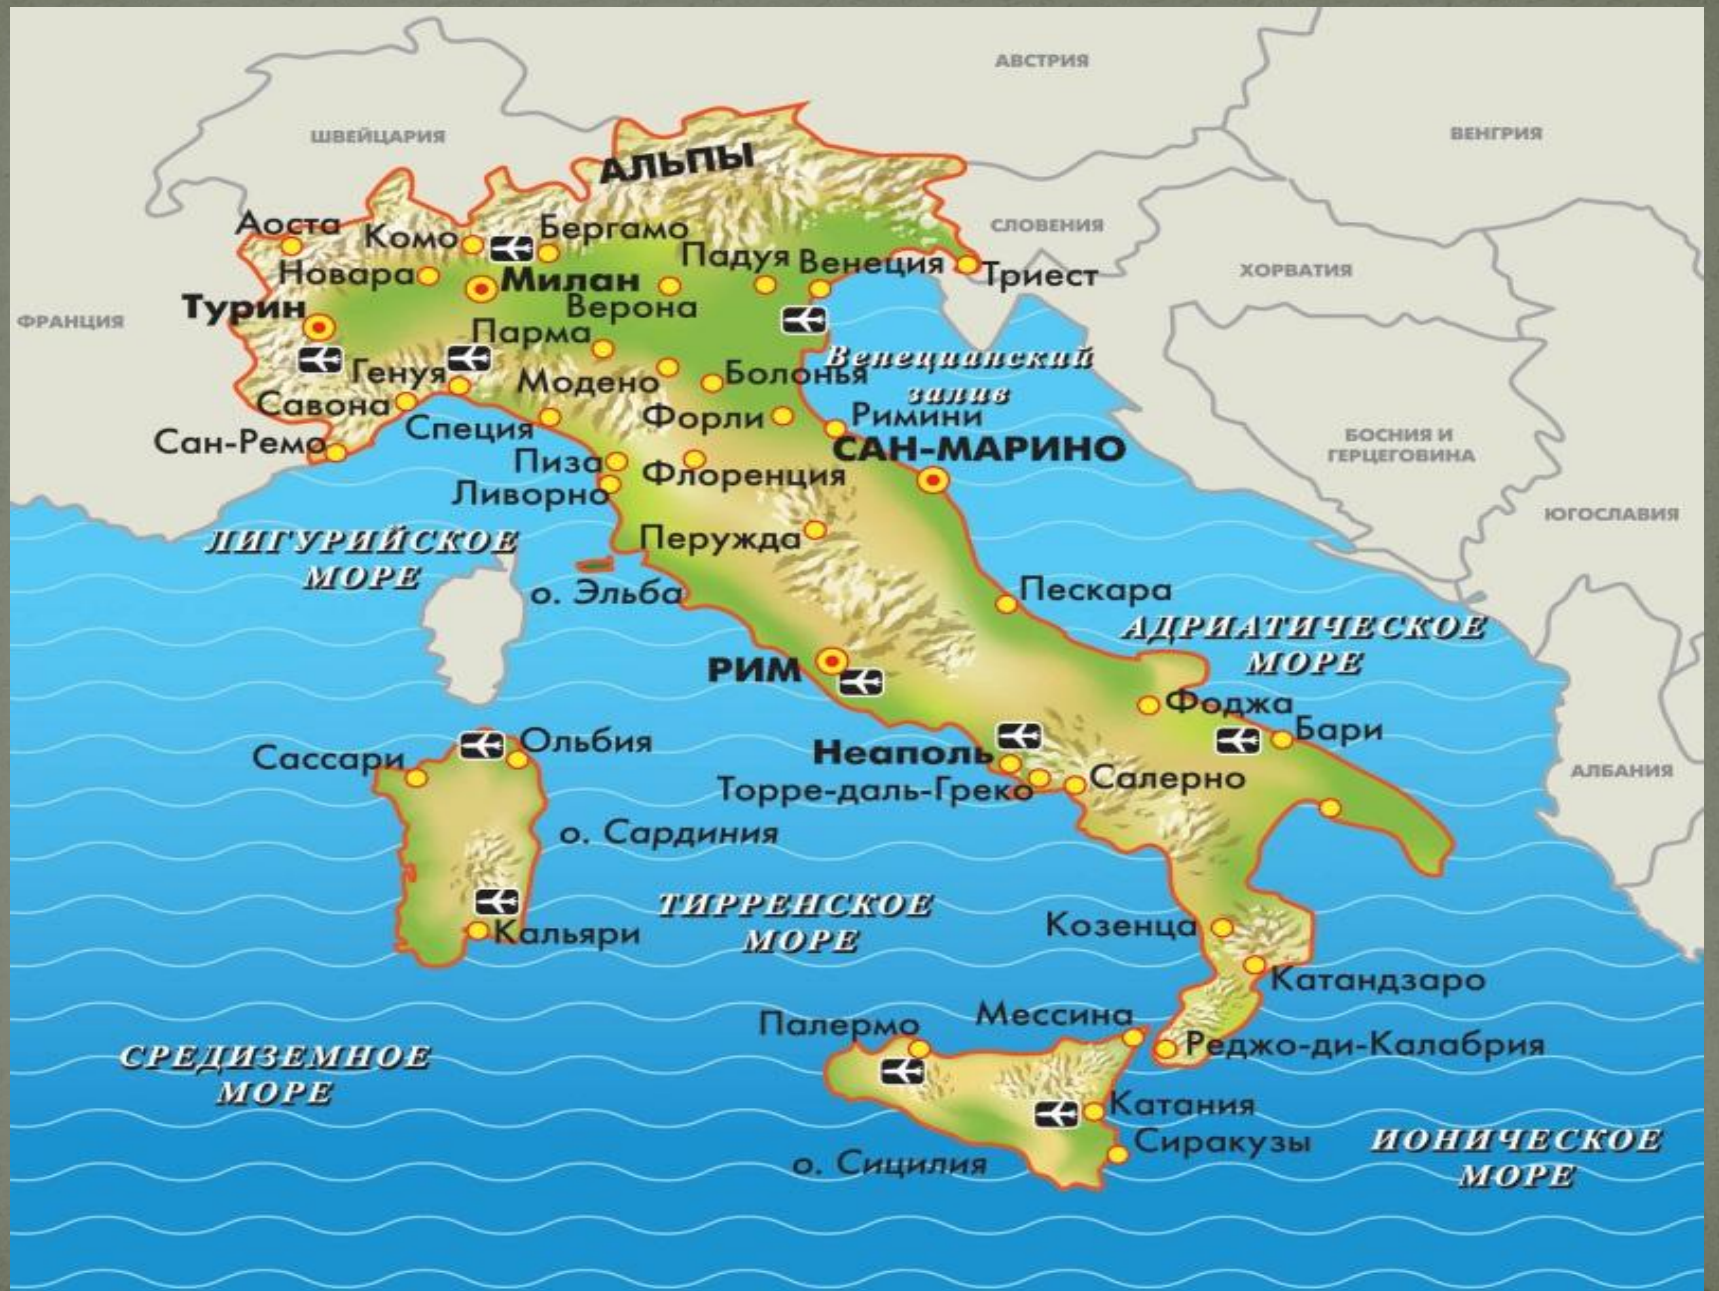 АВСТРИЯ
ШВЕЙЦАРИЯ
ВЕНГРИЯ
АЛЬПЫ
Аоста
Комо
Бергамо
СЛОВЕНИЯ
Падуя
Венеция
Новара
Милан
Триест
ХОРВАТИЯ
Турин
Верона
ФРАНЦИЯ
Парма
Венецианский
залив
Генуя
Модено
Болонья
Савона
Специя
Форли
Римини
Сан-Ремо
САН-МАРИНО
БОСНИЯ И
ГЕРЦЕГОВИНА
Пиза
Флоренция
Ливорно
ЮГОСЛАВИЯ
ЛИГУРИЙСКОЕ
МОРЕ
Перужда
о. Эльба
Пескара
АДРИАТИЧЕСКОЕ
МОРЕ
РИМ
Фоджа
Бари
Ольбия
Сассари
Неаполь
АЛБАНИЯ
Торре-даль-Греко
Салерно
о. Сардиния
ТИРРЕНСКОЕ
МОРЕ
Козенца
Кальяри
Катандзаро
Мессина
Палермо
Реджо-ди-Калабрия
СРЕДИЗЕМНОЕ
МОРЕ
Катания
Сиракузы
ИОНИЧЕСКОЕ
МОРЕ
о. Сицилия